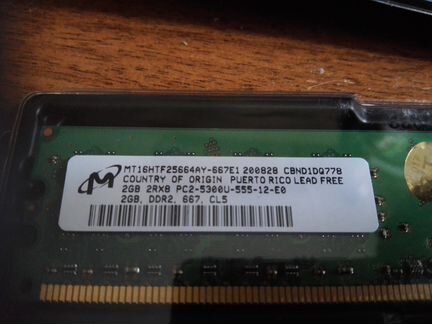 MT16HTF25664AY-667E1 200828 CBND1DQ778
COUNTRY OF ORIGIN PUERTO RICO LEAD FREE
2GB 2RX8 PC2-5300U-555-12-E0
2GB, DDR2, 667, CL5